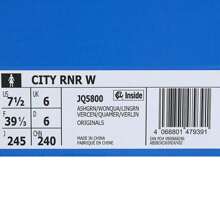 CITY RNR W
US 7½ UK 6
F 39⅓ D 6
J 245 CHN 240
JQ5800
Inside
ASHGRN/WONQUA/LINGRN
VERCEN/QUAMER/VERLIN
ORIGINALS
4 068801 479391
MADE IN CHINA